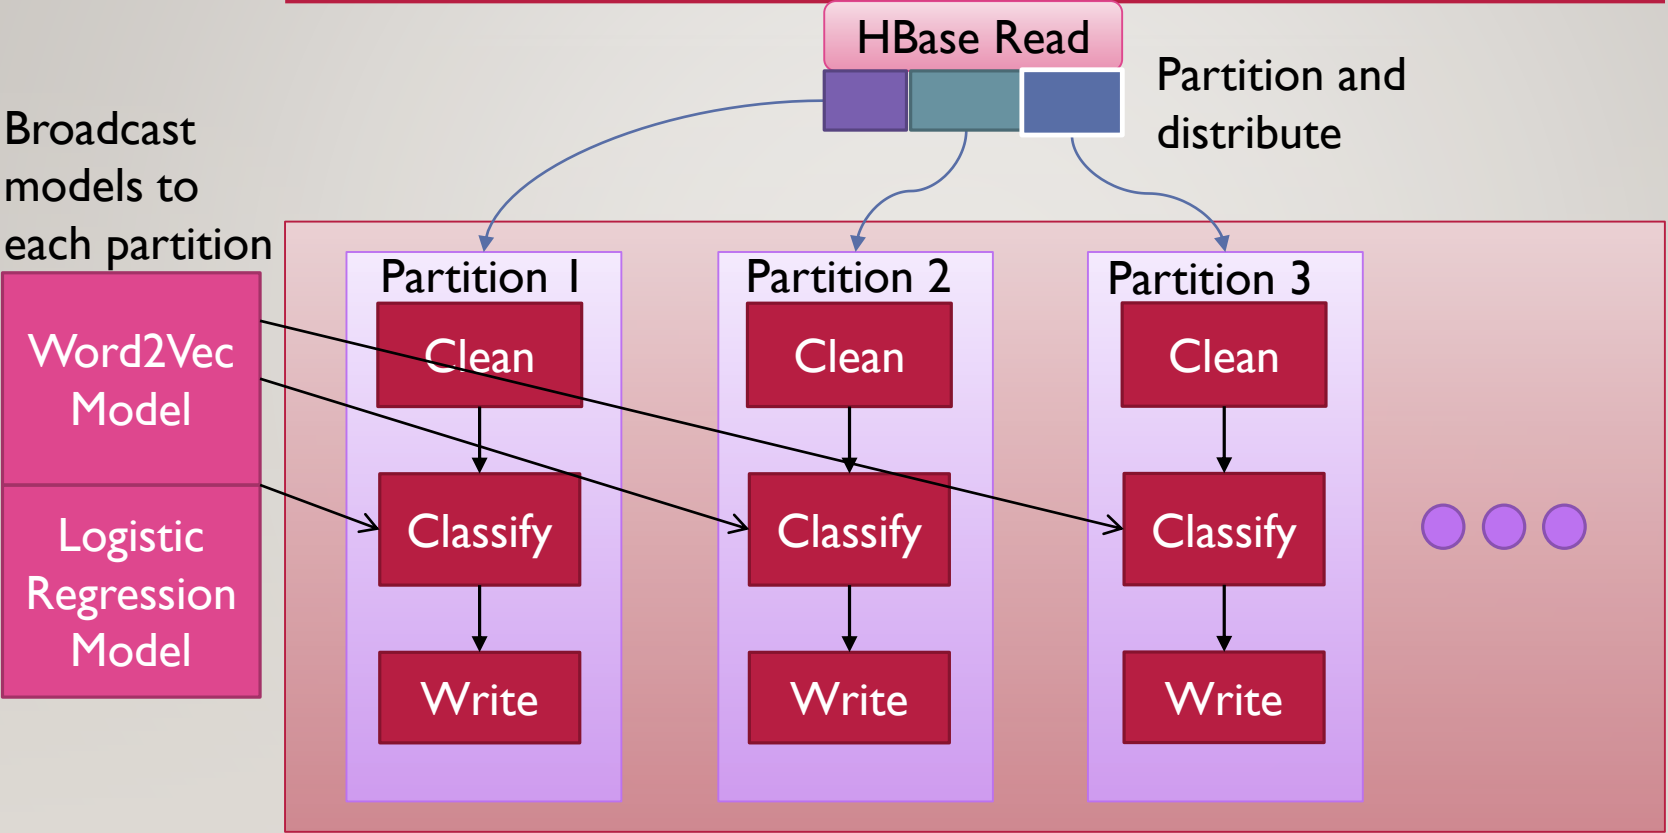 HBase Read
Partition and
distribute
Broadcast
models to
each partition
Word2Vec
Model
Logistic
Regression
Model
Partition 1
Clean
Classify
Write
Partition 2
Clean
Classify
Write
Partition 3
Clean
Classify
Write